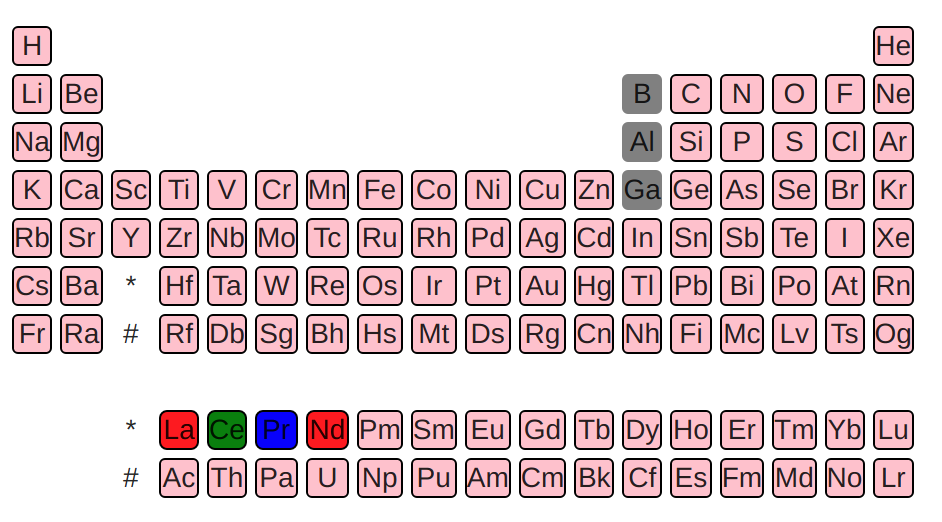 H He
Li Be B C N O F Ne
Na Mg Al Si P S Cl Ar
K Ca Sc Ti V Cr Mn Fe Co Ni Cu Zn Ga Ge As Se Br Kr
Rb Sr Y Zr Nb Mo Tc Ru Rh Pd Ag Cd In Sn Sb Te I Xe
Cs Ba * Hf Ta W Re Os Ir Pt Au Hg Tl Pb Bi Po At Rn
Fr Ra # Rf Db Sg Bh Hs Mt Ds Rg Cn Nh Fi Mc Lv Ts Og
* La Ce Pr Nd Pm Sm Eu Gd Tb Dy Ho Er Tm Yb Lu
# Ac Th Pa U Np Pu Am Cm Bk Cf Es Fm Md No Lr